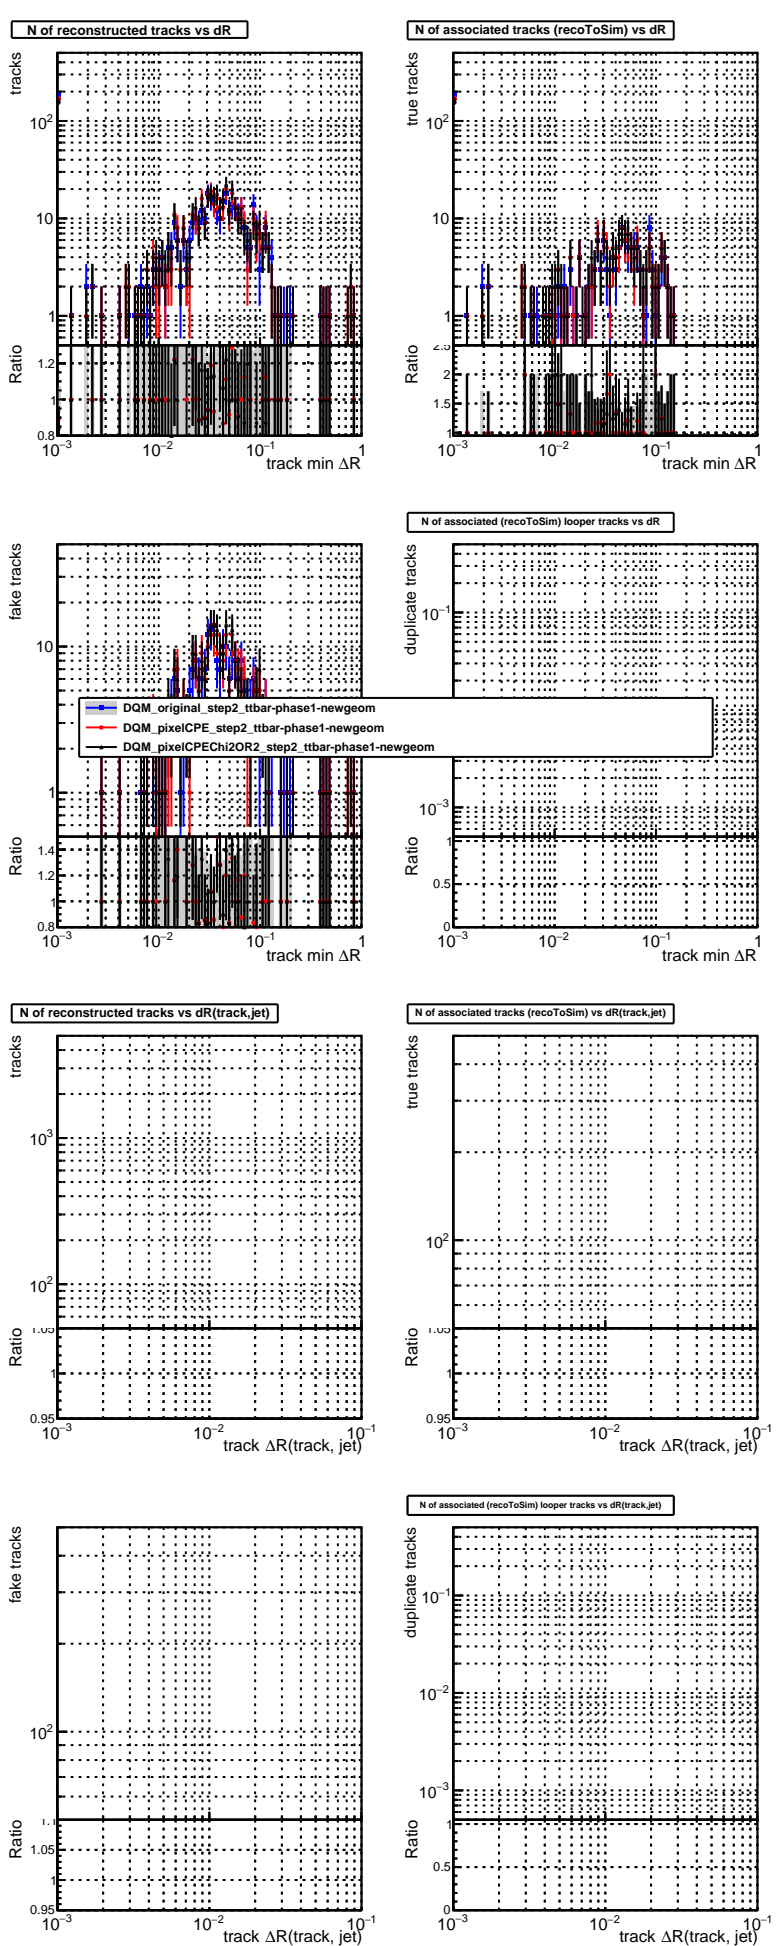 N of reconstructed tracks vs dR
tracks
10²
10
1
Ratio
1.2
1
0.8
10⁻³ 10⁻² 10⁻¹ 1
track min ΔR
N of associated tracks (recoToSim) vs dR
true tracks
10²
10
1
Ratio
2.5
2
1.5
1
10⁻³ 10⁻² 10⁻¹ 1
track min ΔR
fake tracks
10
1
Ratio
1.4
1.2
1
0.8
10⁻³ 10⁻² 10⁻¹ 1
track min ΔR
N of associated (recoToSim) looper tracks vs dR
duplicate tracks
10⁻¹
10⁻³
Ratio
1
0.5
0
10⁻³ 10⁻² 10⁻¹ 1
track min ΔR
DQM_original_step2_ttbar-phase1-newgeom
DQM_pixelCPE_step2_ttbar-phase1-newgeom
DQM_pixelCPEChi2OR2_step2_ttbar-phase1-newgeom
N of reconstructed tracks vs dR(track,jet)
tracks
10³
10²
Ratio
1.05
1
0.95
10⁻³ 10⁻² 10⁻¹
track ΔR(track, jet)
N of associated tracks (recoToSim) vs dR(track,jet)
true tracks
10²
Ratio
1.05
1
0.95
10⁻³ 10⁻² 10⁻¹
track ΔR(track, jet)
fake tracks
10²
Ratio
1.1
1.05
1
0.95
10⁻³ 10⁻² 10⁻¹
track ΔR(track, jet)
N of associated (recoToSim) looper tracks vs dR(track,jet)
duplicate tracks
10⁻¹
10⁻²
10⁻³
Ratio
1
0.5
0
10⁻³ 10⁻² 10⁻¹
track ΔR(track, jet)